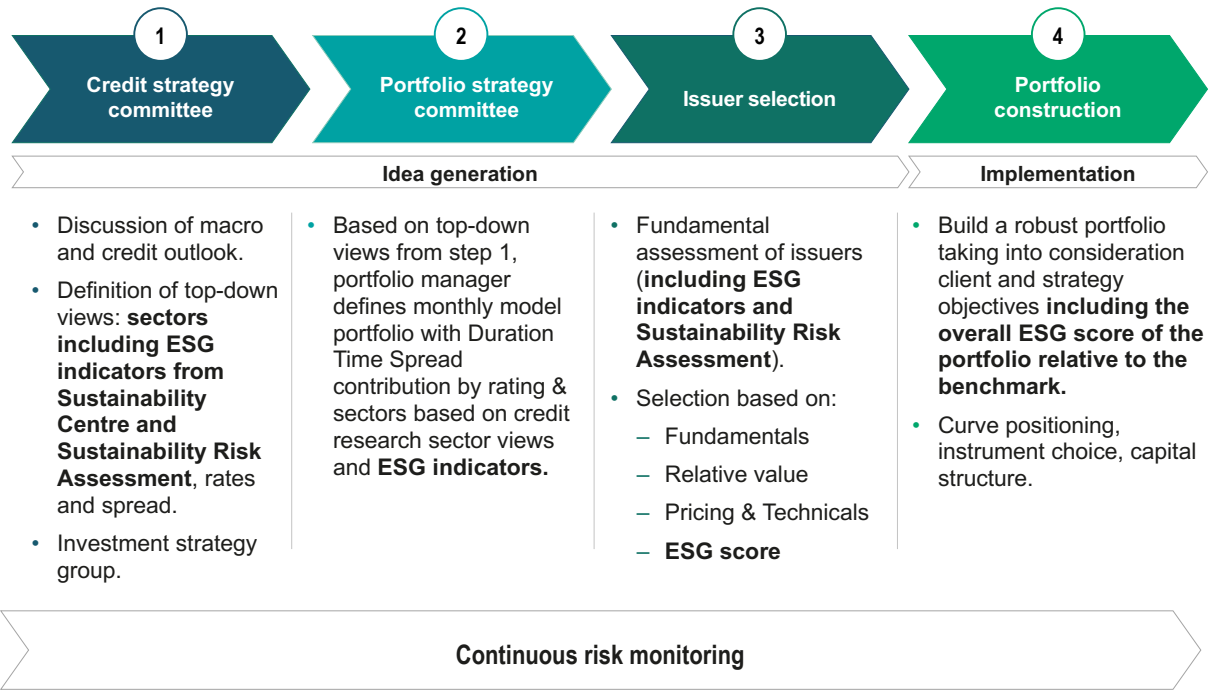 1
Credit strategy
committee
2
Portfolio strategy
committee
3
Issuer selection
4
Portfolio
construction
Idea generation
Implementation
• Discussion of macro
and credit outlook.
• Definition of top-down
views: sectors
including ESG
indicators from
Sustainability
Centre and
Sustainability Risk
Assessment, rates
and spread.
• Investment strategy
group.
• Based on top-down
views from step 1,
portfolio manager
defines monthly model
portfolio with Duration
Time Spread
contribution by rating &
sectors based on credit
research sector views
and ESG indicators.
• Fundamental
assessment of issuers
(including ESG
indicators and
Sustainability Risk
Assessment).
• Selection based on:
– Fundamentals
– Relative value
– Pricing & Technicals
– ESG score
• Build a robust portfolio
taking into consideration
client and strategy
objectives including the
overall ESG score of the
portfolio relative to the
benchmark.
• Curve positioning,
instrument choice, capital
structure.
Continuous risk monitoring